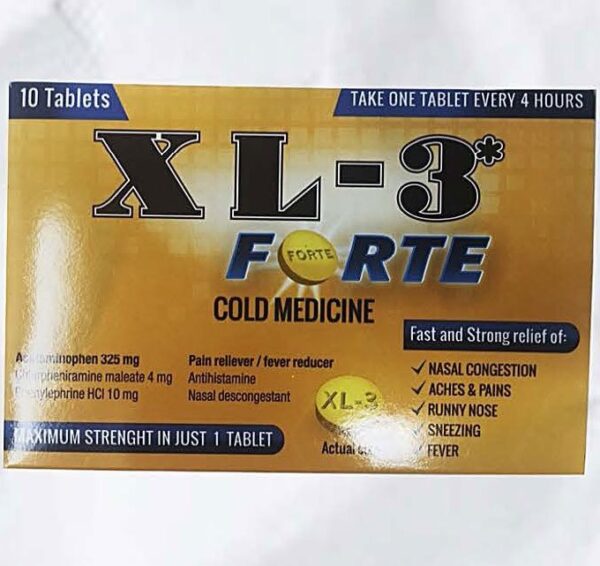 10 Tablets
TAKE ONE TABLET EVERY 4 HOURS
XL-3*
FORTE
FORTE
COLD MEDICINE
Fast and Strong relief of:
NASAL CONGESTION
ACHES & PAINS
RUNNY NOSE
SNEEZING
FEVER
Acetaminophen 325 mg
Pain reliever / fever reducer
Chlorpheniramine maleate 4 mg
Antihistamine
Phenylephrine HCl 10 mg
Nasal descongestant
XL-3
Actual
MAXIMUM STRENGHT IN JUST 1 TABLET